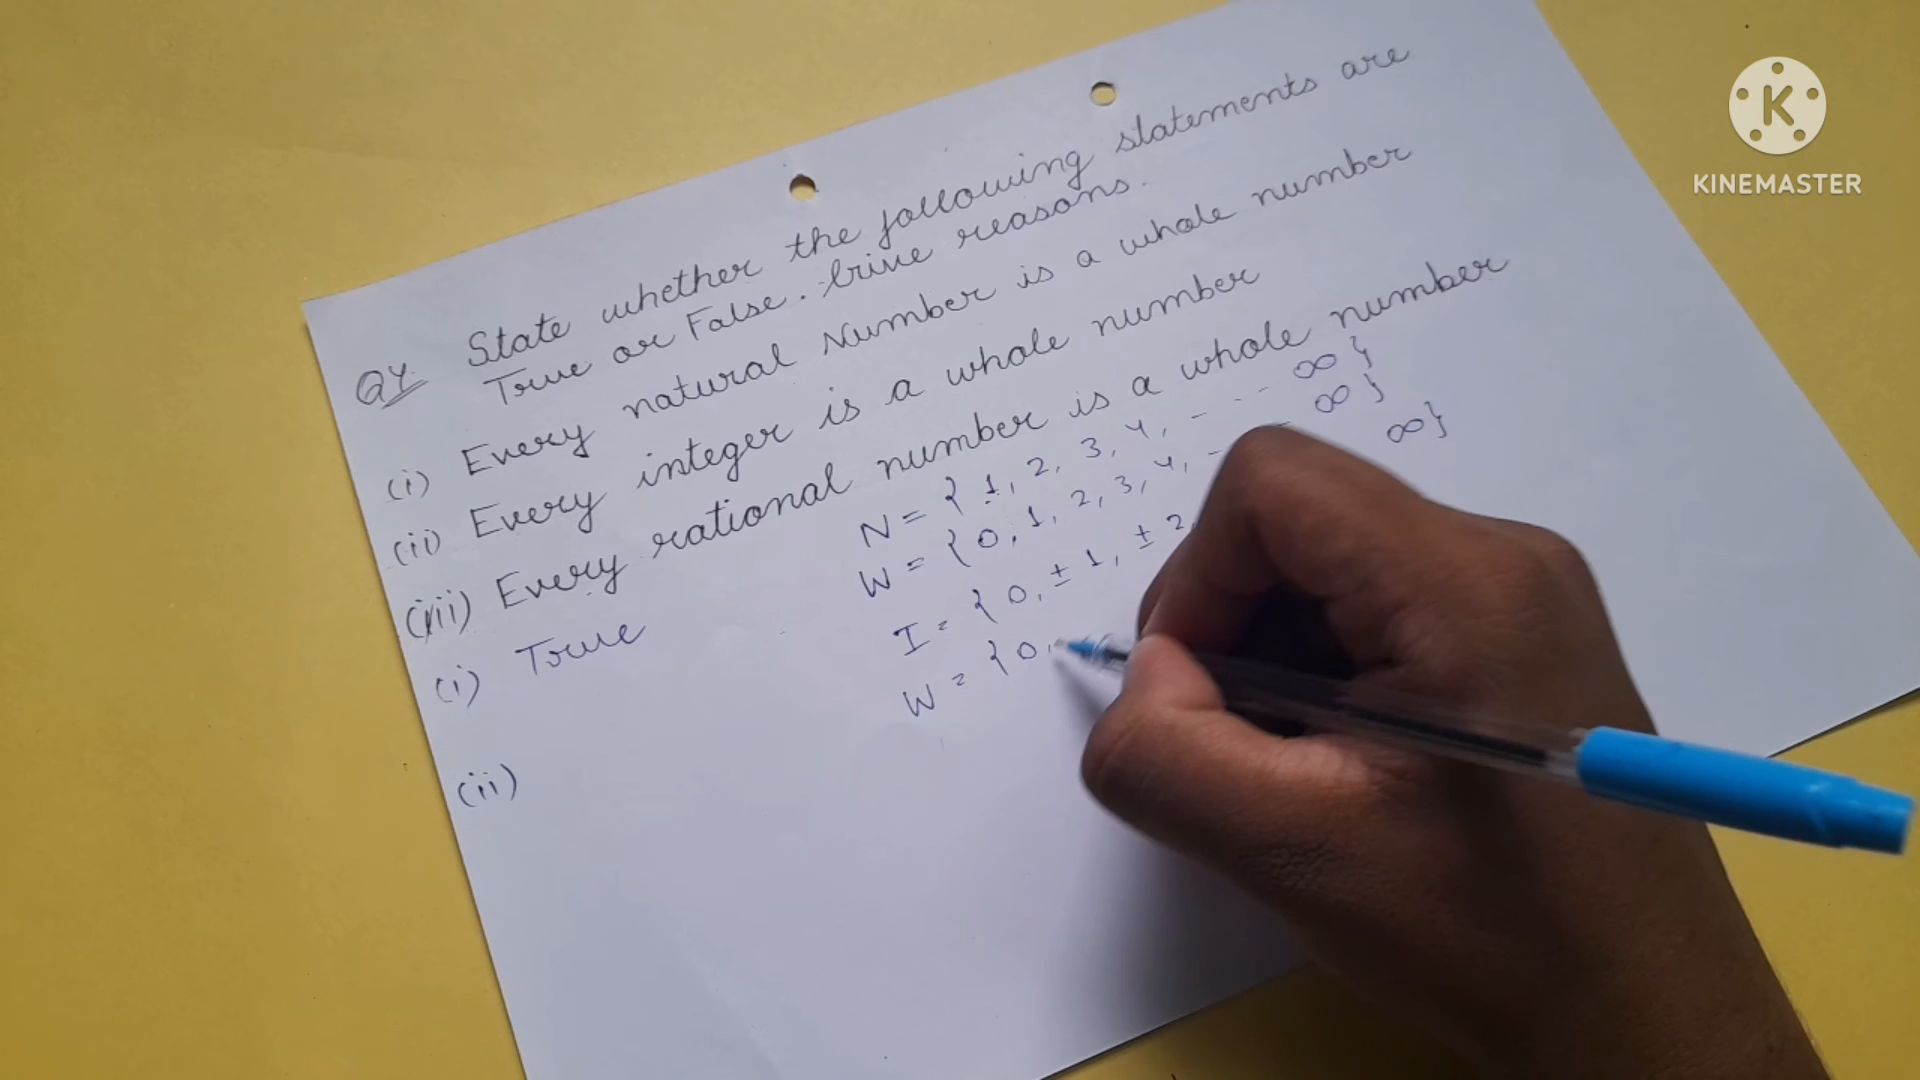 Q4. State whether the following statements are
True or False. Give reasons.
(i) Every natural Number is a whole number
(ii) Every integer is a whole number
(iii) Every rational number is a whole number
(i) True
N = { 1, 2, 3, 4, - - - ∞ }
W = { 0, 1, 2, 3, 4, - - ∞ }
I = { 0, ± 1, ± 2, ∞ }
W = { 0,
(ii)
K
KINEMASTER